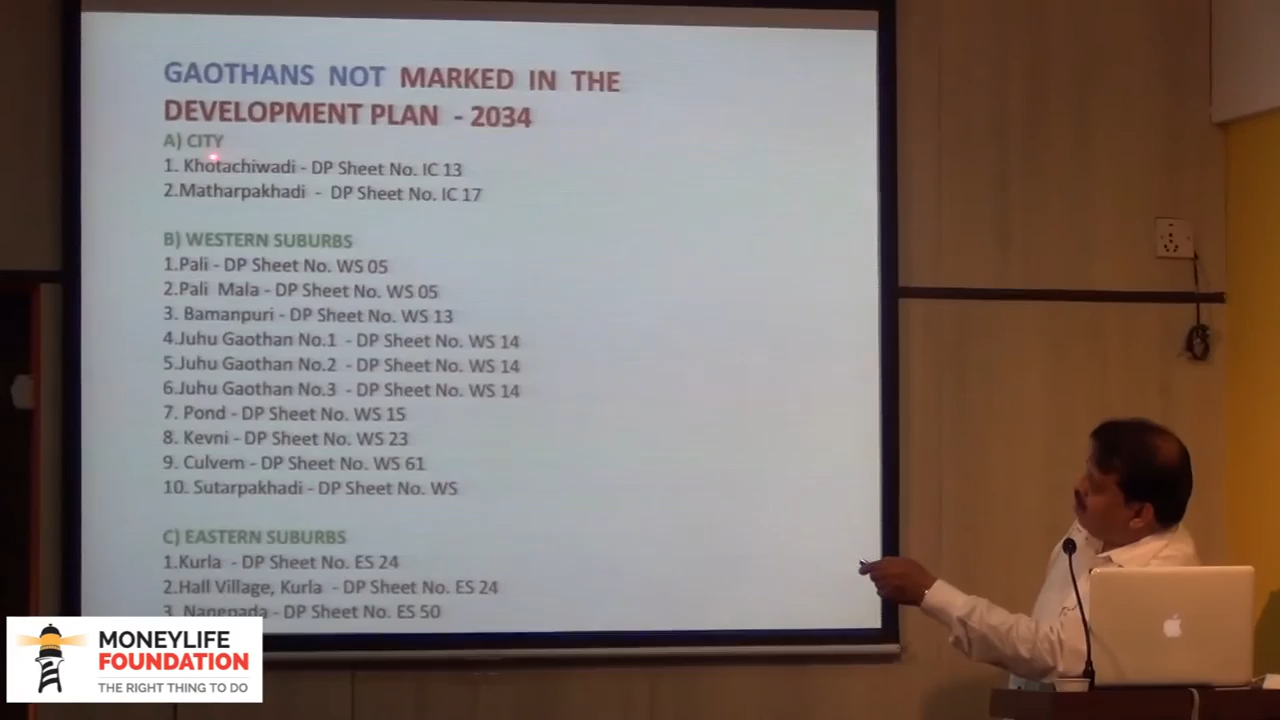 GAOTHANS NOT MARKED IN THE
DEVELOPMENT PLAN - 2034
A) CITY
1. Khotachiwadi - DP Sheet No. IC 13
2.Matharpakhadi - DP Sheet No. IC 17
B) WESTERN SUBURBS
1.Pali - DP Sheet No. WS 05
2.Pali Mala - DP Sheet No. WS 05
3. Bamanpuri - DP Sheet No. WS 13
4.Juhu Gaothan No.1 - DP Sheet No. WS 14
5.Juhu Gaothan No.2 - DP Sheet No. WS 14
6.Juhu Gaothan No.3 - DP Sheet No. WS 14
7. Pond - DP Sheet No. WS 15
8. Kevni - DP Sheet No. WS 23
9. Culvem - DP Sheet No. WS 61
10. Sutarpakhadi - DP Sheet No. WS
C) EASTERN SUBURBS
1.Kurla - DP Sheet No. ES 24
2.Hall Village, Kurla - DP Sheet No. ES 24
3. Nanepada - DP Sheet No. ES 50
MONEYLIFE
FOUNDATION
THE RIGHT THING TO DO